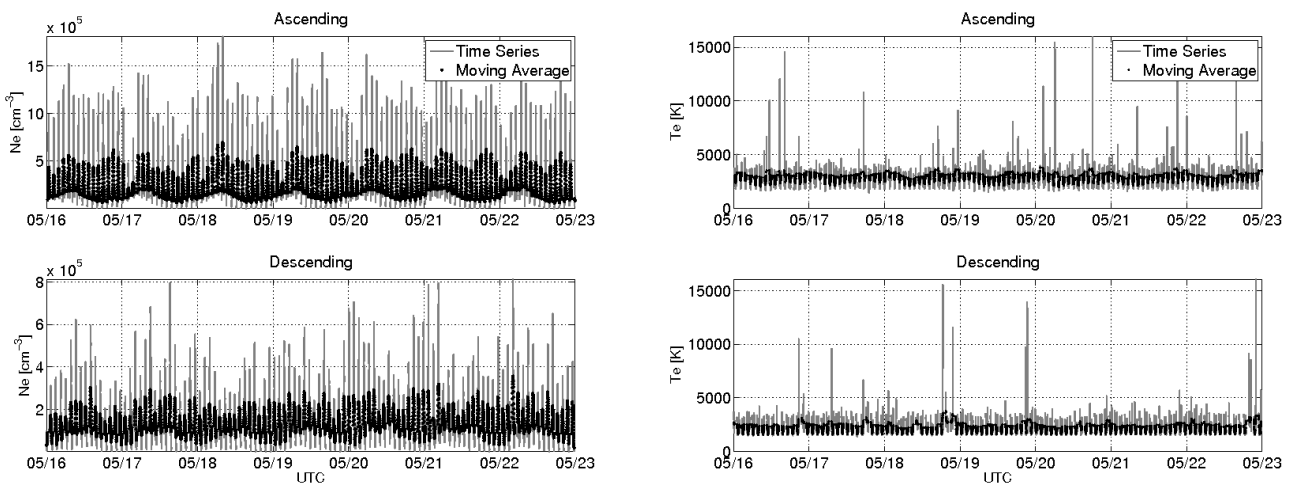 Ascending
x 10⁵
15
10
5
Ne [cm⁻³]
Time Series
Moving Average
05/16 05/17 05/18 05/19 05/20 05/21 05/22 05/23
Ascending
15000
10000
5000
0
Te [K]
Time Series
Moving Average
05/16 05/17 05/18 05/19 05/20 05/21 05/22 05/23
Descending
x 10⁵
8
6
4
2
Ne [cm⁻³]
05/16 05/17 05/18 05/19 05/20 05/21 05/22 05/23
UTC
Descending
15000
10000
5000
0
Te [K]
05/16 05/17 05/18 05/19 05/20 05/21 05/22 05/23
UTC